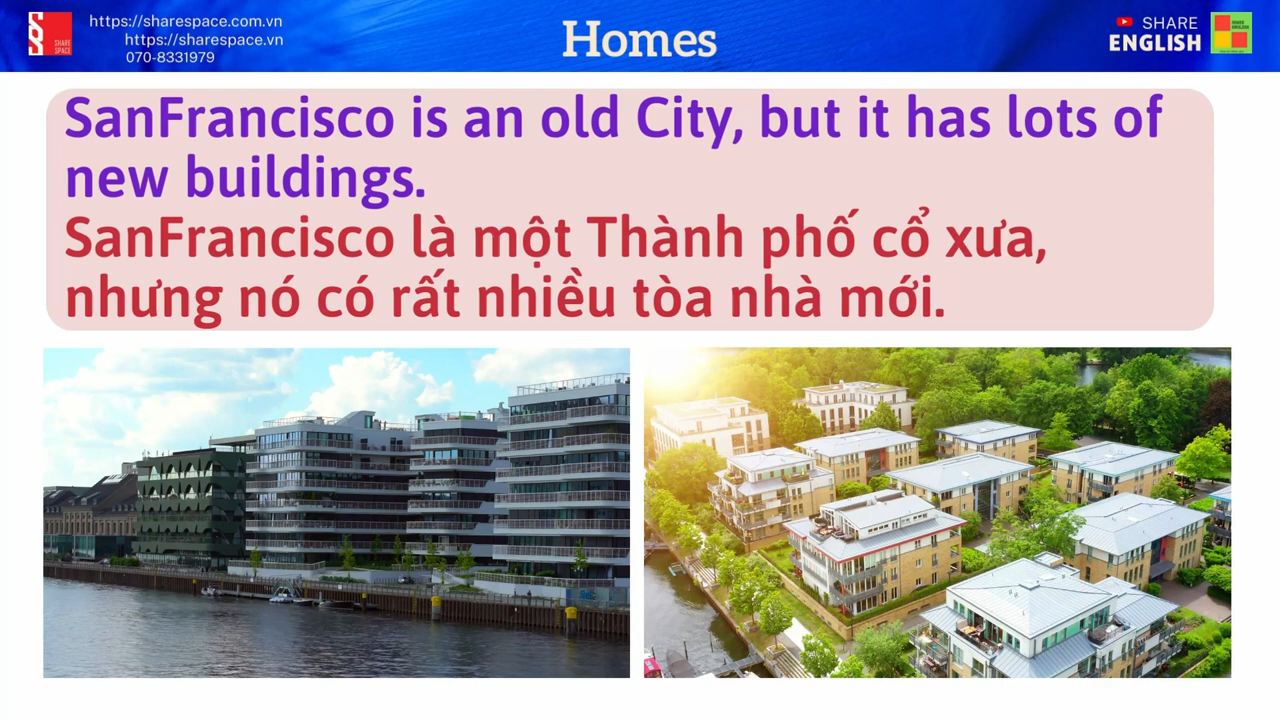 https://sharespace.com.vn
https://sharespace.vn
070-8331979
SHARE
SPACE
Homes
SHARE
ENGLISH
SanFrancisco is an old City, but it has lots of
new buildings.
SanFrancisco là một Thành phố cổ xưa,
nhưng nó có rất nhiều tòa nhà mới.